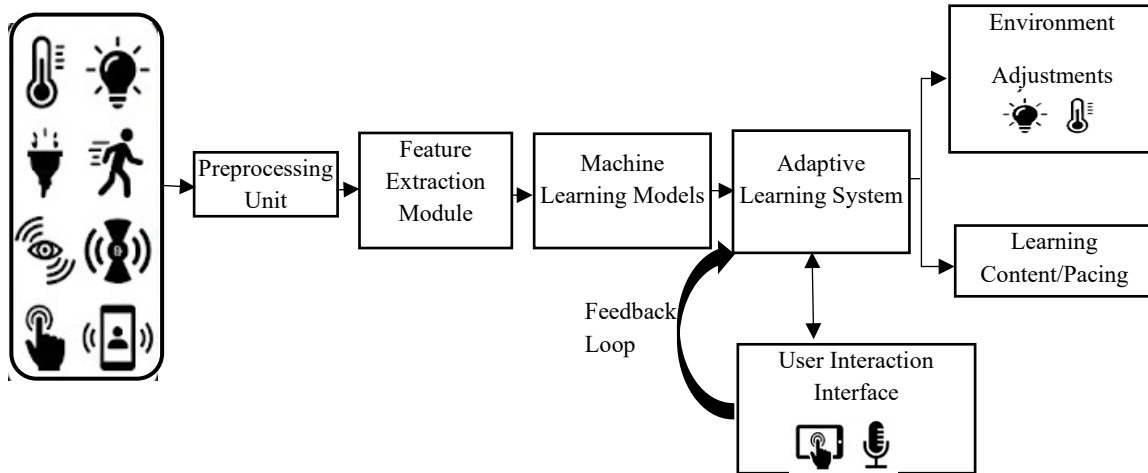 Preprocessing
Unit
Feature
Extraction
Module
Machine
Learning Models
Adaptive
Learning System
Environment
Adjustments
Learning
Content/Pacing
Feedback
Loop
User Interaction
Interface